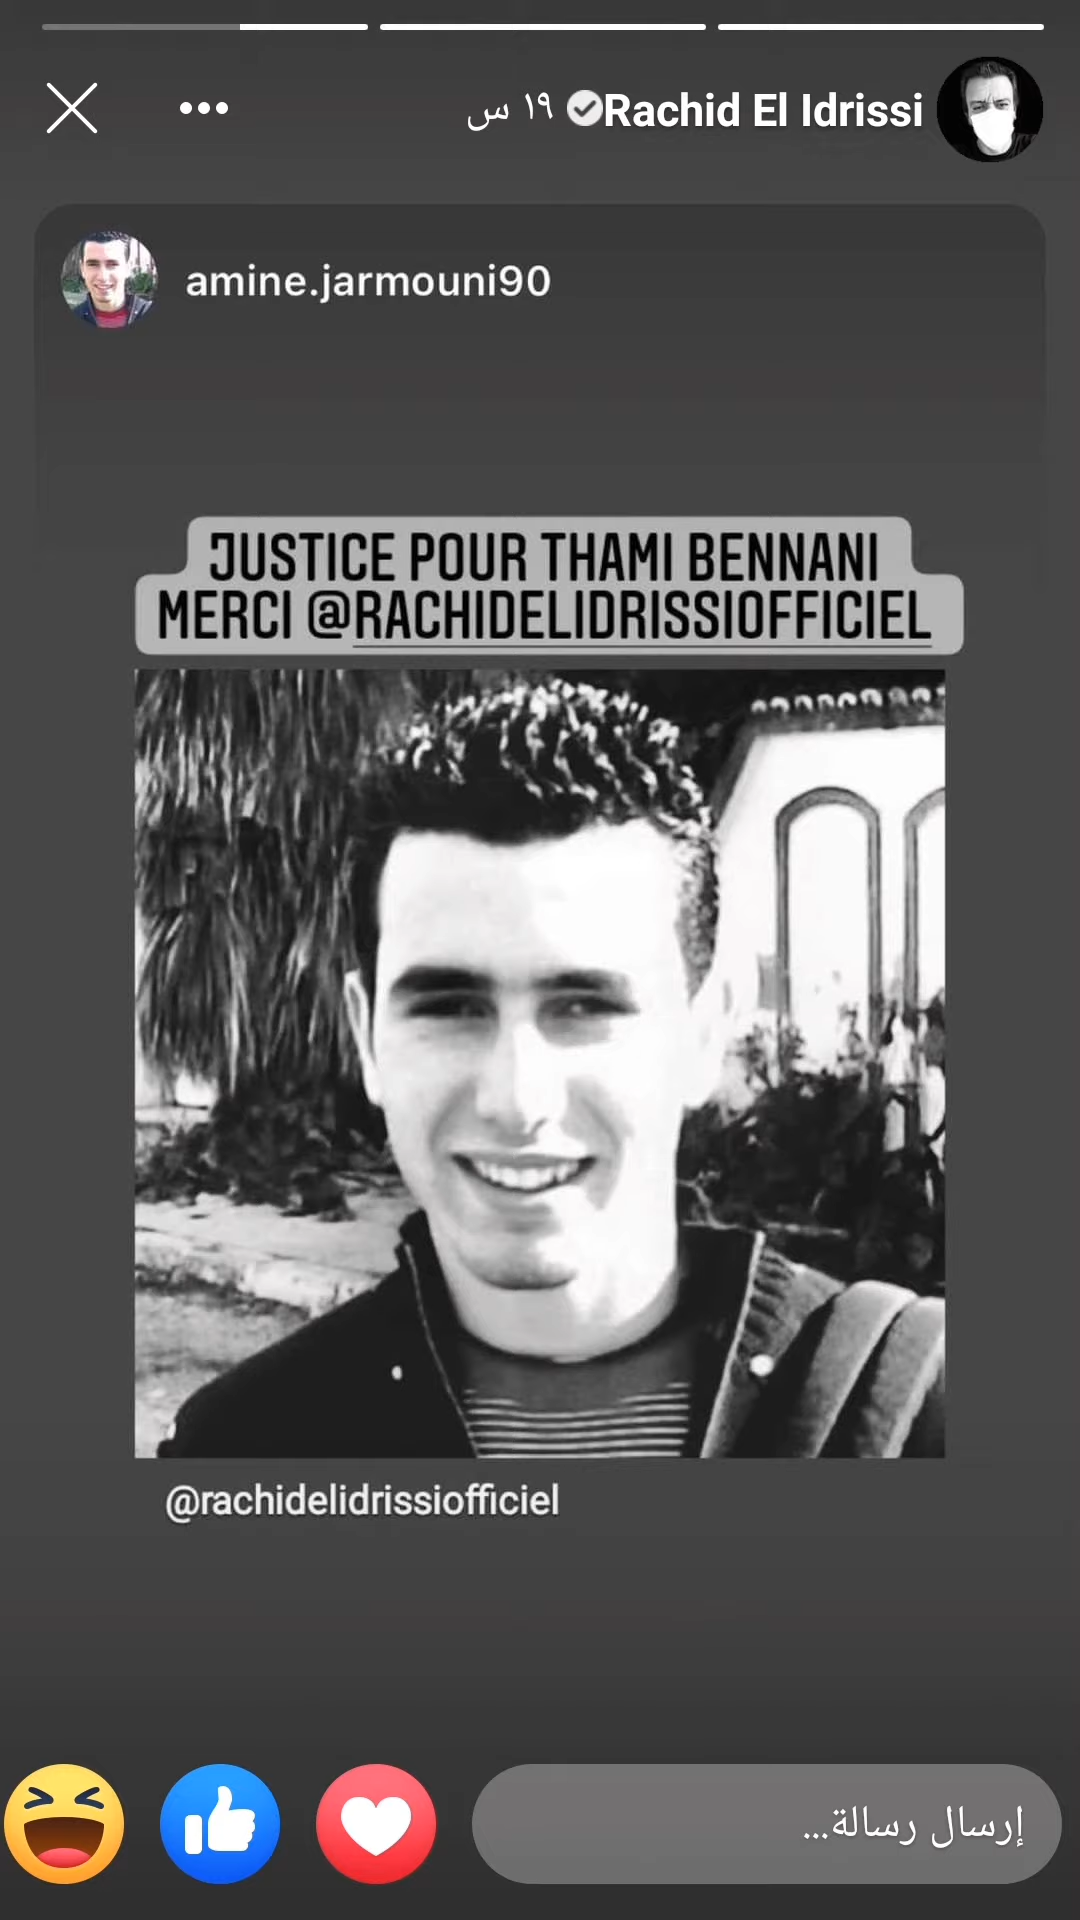 Rachid El Idrissi ١٩ س
amine.jarmouni90
JUSTICE POUR THAMI BENNANI
MERCI @RACHIDELIDRISSIOFFICIEL
@rachidelidrissiofficiel
إرسال رسالة...